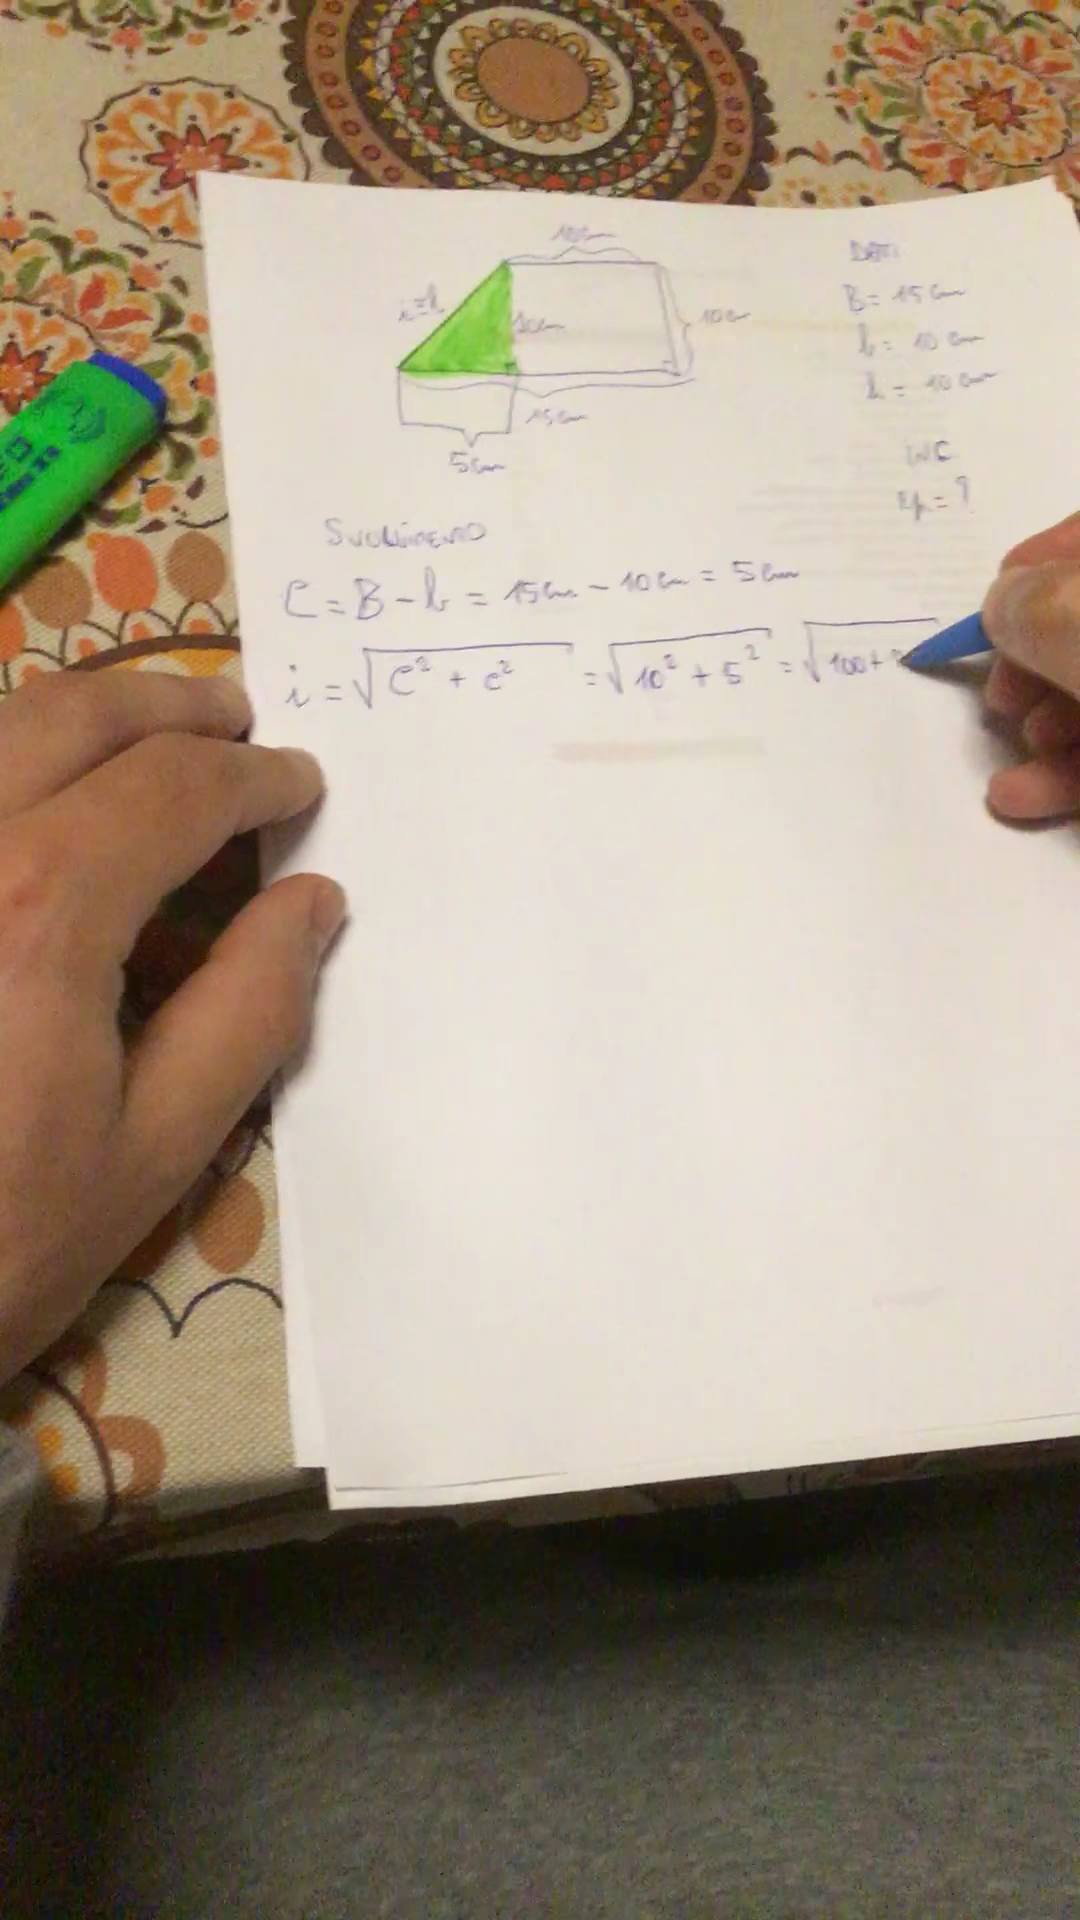 10cm
DATI
B = 15 cm
i = l
10cm
10cm
b = 10 cm
h = 10 cm
15cm
5cm
2p = ?
SVOLGIMENTO
C = B - b = 15cm - 10cm = 5cm
i = √C² + c² = √10² + 5² = √100+